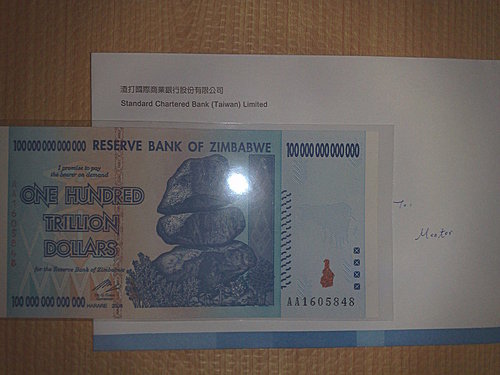 渣打國際商業銀行股份有限公司
Standard Chartered Bank (Taiwan) Limited
100 000 000 000 000 RESERVE BANK OF ZIMBABWE 100 000 000 000 000
I promise to pay
the bearer on demand
ONE HUNDRED
TRILLION
DOLLARS
for the Reserve Bank of Zimbabwe
100 000 000 000 000 HARARE 2008
AA1605848
AA1605848
To: